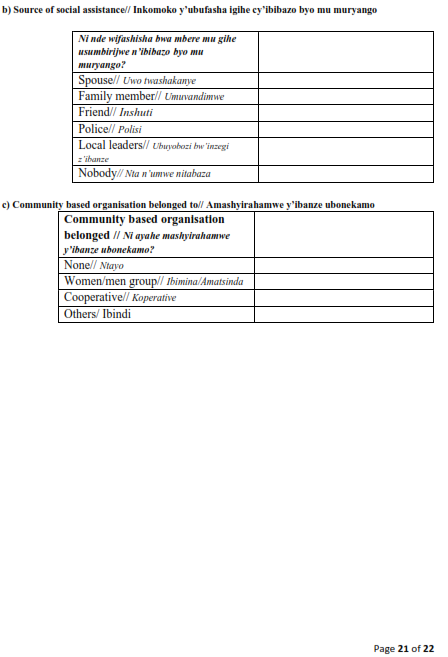 b) Source of social assistance// Inkomoko y'ubufasha igihe cy'ibibazo byo mu muryango
Ni nde wifashisha bwa mbere mu gihe
usumbirijwe n'ibibazo byo mu
muryango?
Spouse// Uwo twashakanye
Family member// Umuvandimwe
Friend// Inshuti
Police// Polisi
Local leaders// Ubuyobozi bw'inzegi
z'ibanze
Nobody// Nta n'umwe nitabaza
c) Community based organisation belonged to// Amashyirahamwe y'ibanze ubonekamo
Community based organisation
belonged // Ni ayahe mashyirahamwe
y'ibanze ubonekamo?
None// Ntayo
Women/men group// Ibimina/Amatsinda
Cooperative// Koperative
Others/ Ibindi
Page 21 of 22